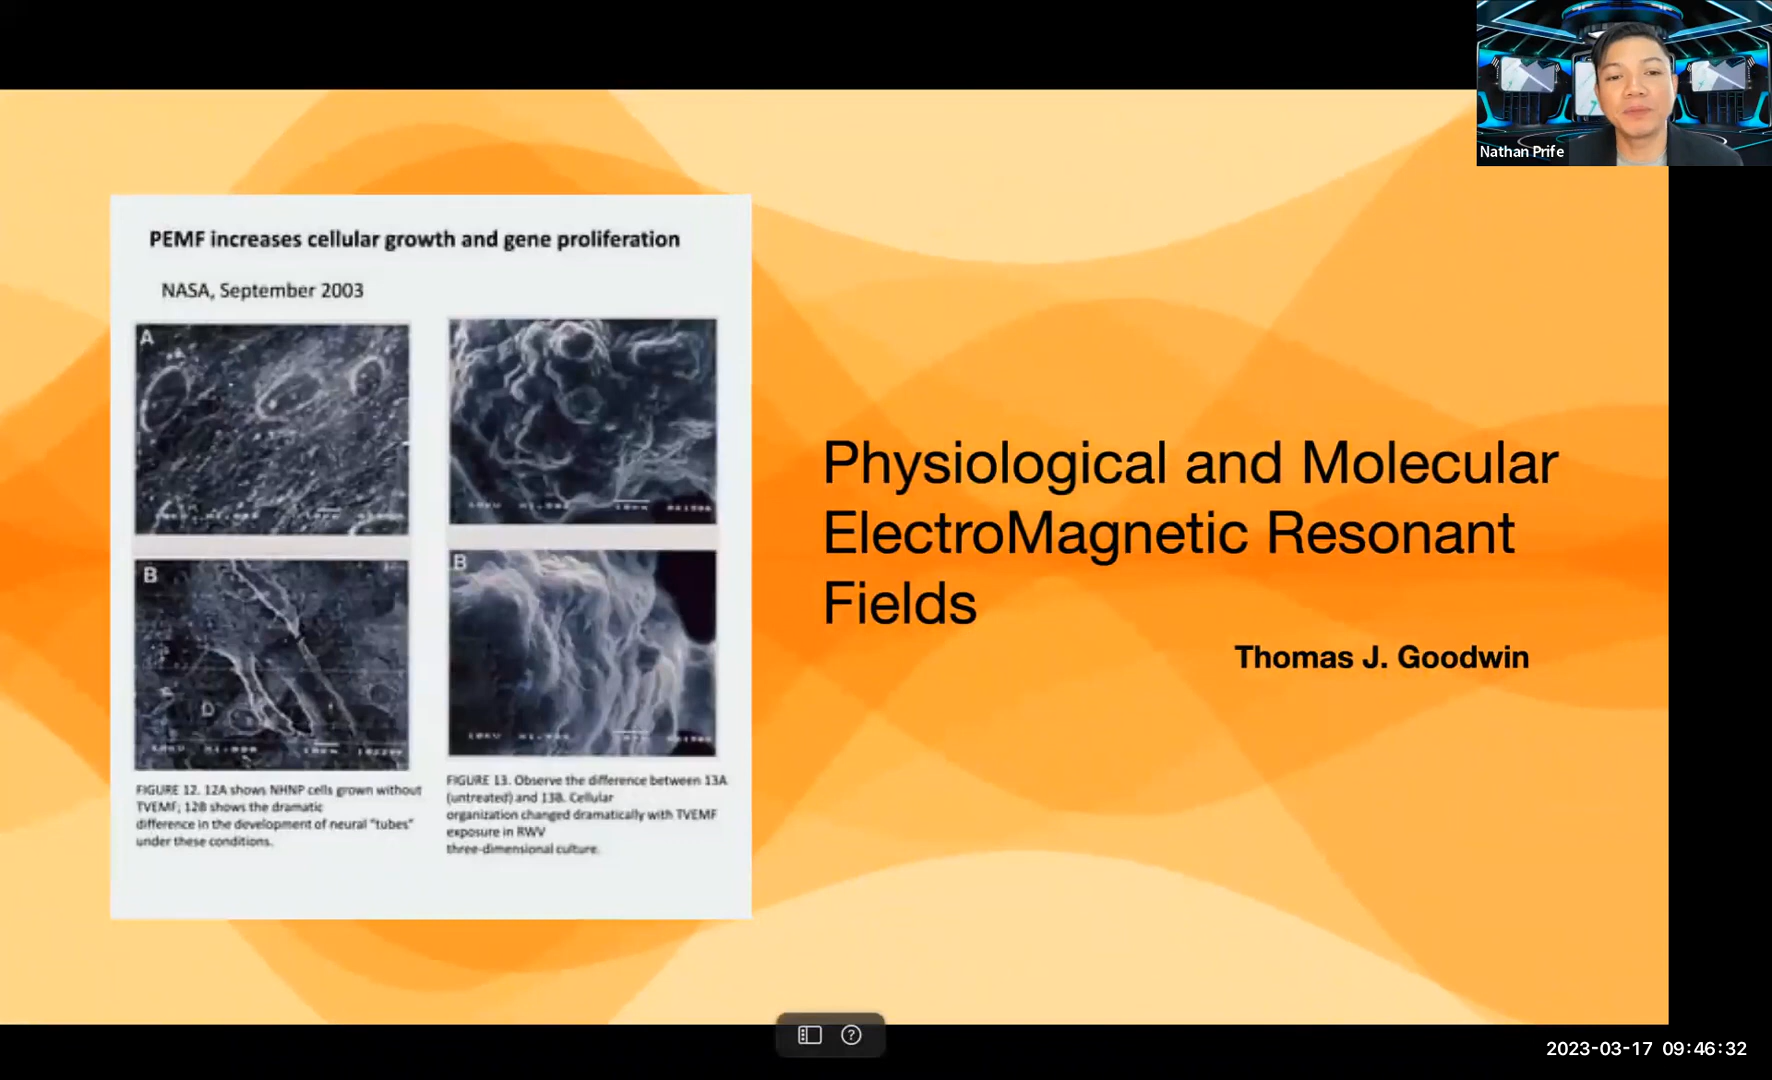 Nathan Prife
PEMF increases cellular growth and gene proliferation
NASA, September 2003
A
B
D
B
FIGURE 12. 12A shows NHNP cells grown without
TVEMF; 12B shows the dramatic
difference in the development of neural "tubes"
under these conditions.
FIGURE 13. Observe the difference between 13A
(untreated) and 13B. Cellular
organization changed dramatically with TVEMF
exposure in RWV
three-dimensional culture.
Physiological and Molecular
ElectroMagnetic Resonant
Fields
Thomas J. Goodwin
2023-03-17 09:46:32